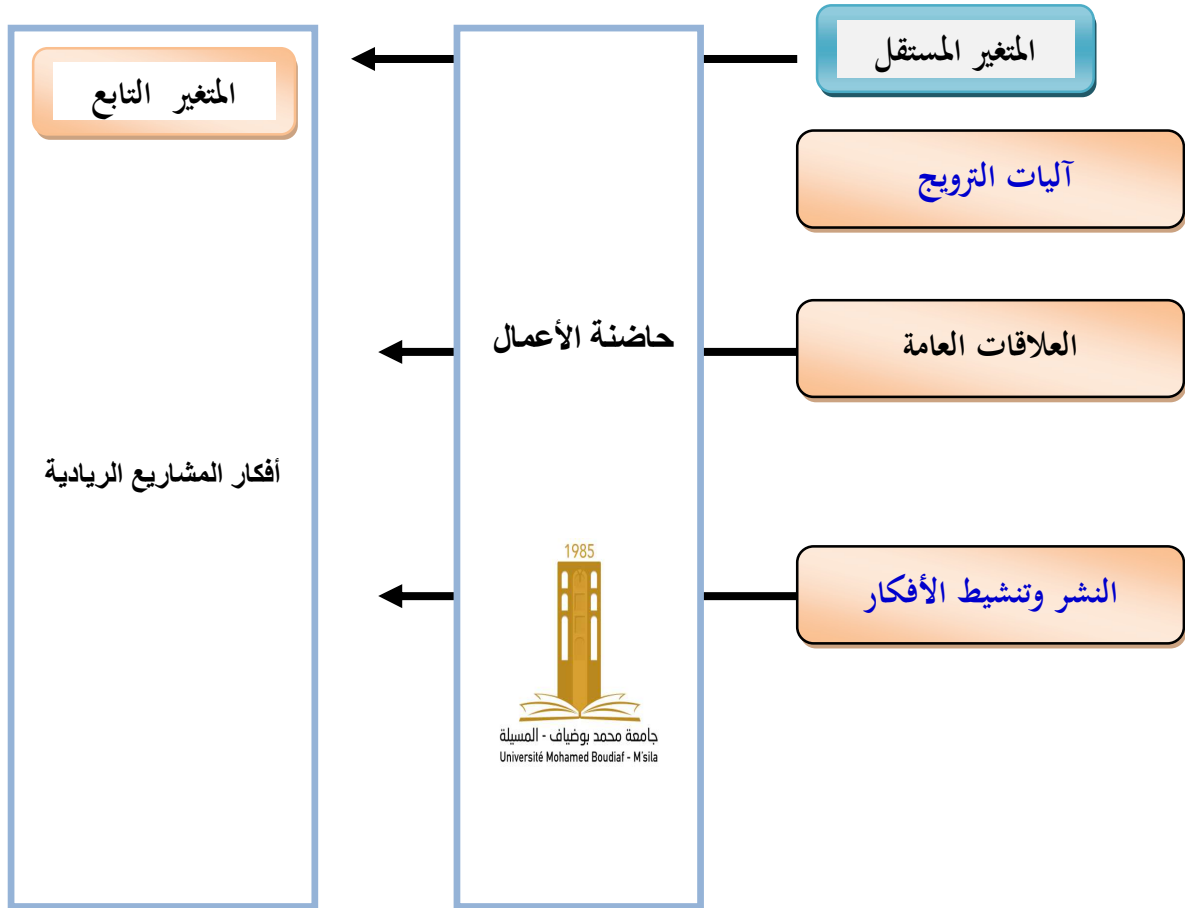 المتغير المستقل
المتغير التابع
آليات الترويج
العلاقات العامة
حاضنة الأعمال
أفكار المشاريع الريادية
النشر وتنشيط الأفكار
1985
جامعة محمد بوضياف - المسيلة
Université Mohamed Boudiaf - M'sila